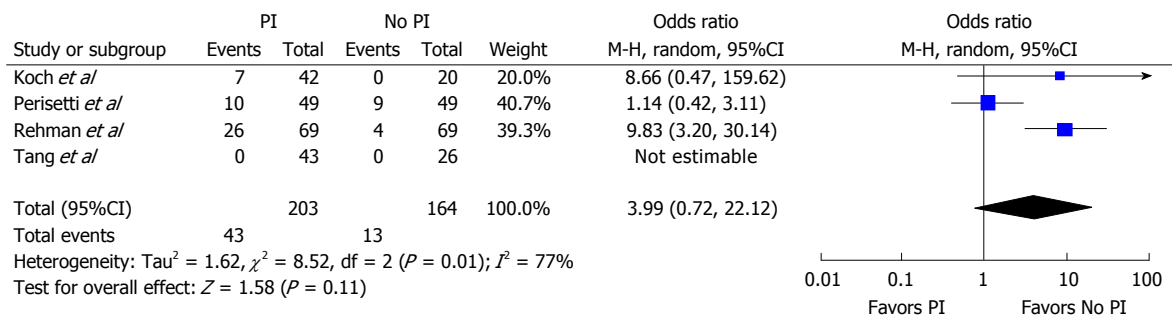 PI No PI Odds ratio Odds ratio
Study or subgroup Events Total Events Total Weight M-H, random, 95%CI M-H, random, 95%CI
Koch et al 7 42 0 20 20.0% 8.66 (0.47, 159.62)
Perisetti et al 10 49 9 49 40.7% 1.14 (0.42, 3.11)
Rehman et al 26 69 4 69 39.3% 9.83 (3.20, 30.14)
Tang et al 0 43 0 26 Not estimable
Total (95%CI) 203 164 100.0% 3.99 (0.72, 22.12)
Total events 43 13
Heterogeneity: Tau² = 1.62, χ² = 8.52, df = 2 (P = 0.01); I² = 77%
Test for overall effect: Z = 1.58 (P = 0.11)
0.01 0.1 1 10 100
Favors PI Favors No PI